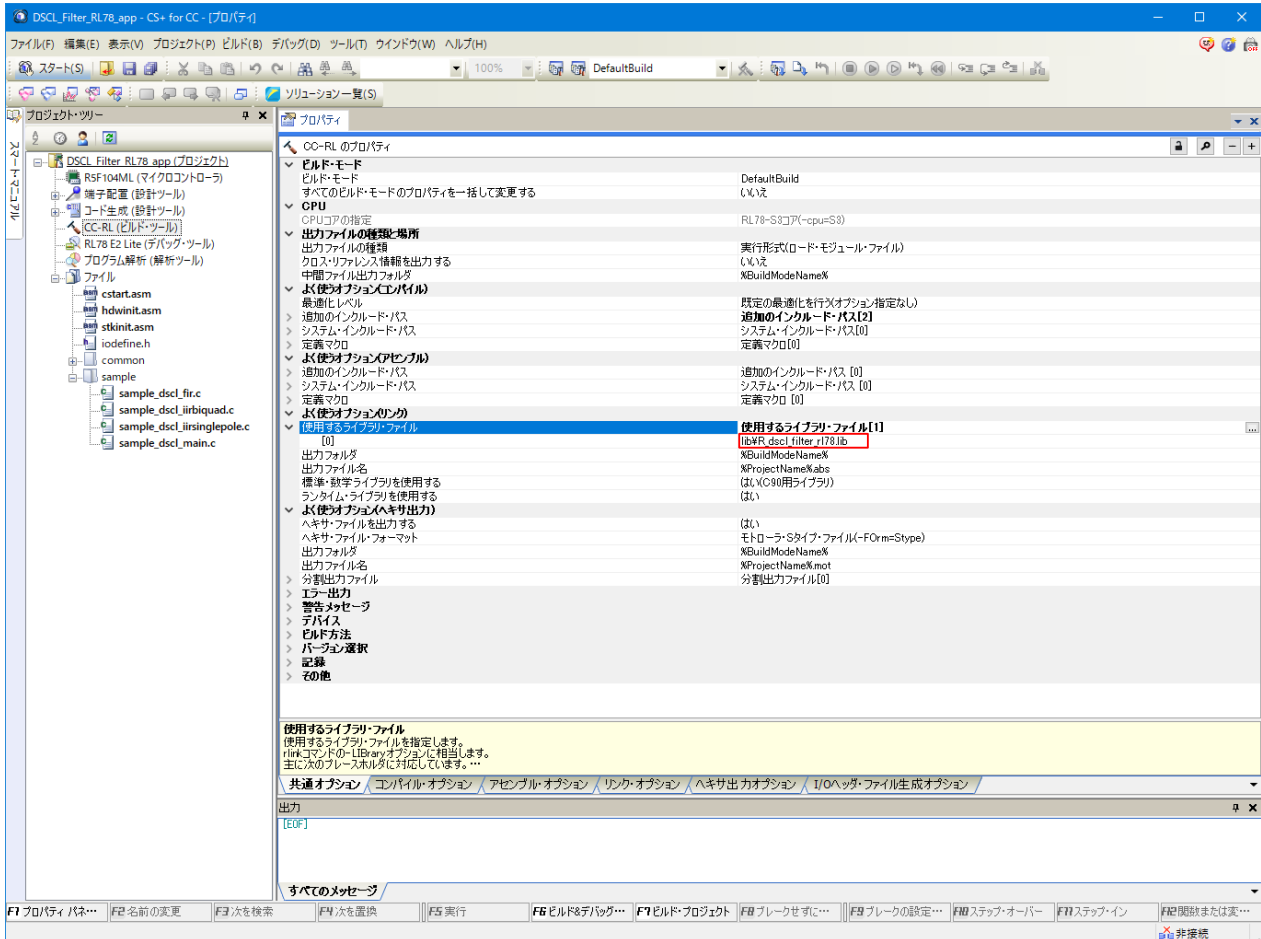 DSCL_Filter_RL78_app - CS+ for CC - [プロパティ]
ファイル(F) 編集(E) 表示(V) プロジェクト(P) ビルド(B) デバッグ(D) ツール(T) ウインドウ(W) ヘルプ(H)
スタート(S) 100% DefaultBuild
ソリューション一覧(S)
スマート・マニュアル
プロジェクト・ツリー
DSCL_Filter_RL78_app (プロジェクト)
R5F104ML (マイクロコントローラ)
端子配置 (設計ツール)
コード生成 (設計ツール)
CC-RL (ビルド・ツール)
RL78 E2 Lite (デバッグ・ツール)
プログラム解析 (解析ツール)
ファイル
cstart.asm
hdwinit.asm
stkinit.asm
iodefine.h
common
sample
sample_dscl_fir.c
sample_dscl_iirbiquad.c
sample_dscl_iirsinglepole.c
sample_dscl_main.c
プロパティ
CC-RL のプロパティ
ビルド・モード
ビルド・モード DefaultBuild
すべてのビルド・モードのプロパティを一括して変更する いいえ
CPU
CPUコアの指定 RL78-S3コア(-cpu=S3)
出力ファイルの種類と場所
出力ファイルの種類 実行形式(ロード・モジュール・ファイル)
クロス・リファレンス情報を出力する いいえ
中間ファイル出力フォルダ %BuildModeName%
よく使うオプション(コンパイル)
最適化レベル 既定の最適化を行う(オプション指定なし)
追加のインクルード・パス 追加のインクルード・パス[2]
システム・インクルード・パス システム・インクルード・パス[0]
定義マクロ 定義マクロ[0]
よく使うオプション(アセンブル)
追加のインクルード・パス 追加のインクルード・パス [0]
システム・インクルード・パス システム・インクルード・パス [0]
定義マクロ 定義マクロ [0]
よく使うオプション(リンク)
使用するライブラリ・ファイル 使用するライブラリ・ファイル[1] ...
[0] lib¥R_dscl_filter_rl78.lib
出力フォルダ %BuildModeName%
出力ファイル名 %ProjectName%.abs
標準・数学ライブラリを使用する はい(C90用ライブラリ)
ランタイム・ライブラリを使用する はい
よく使うオプション(ヘキサ出力)
ヘキサ・ファイルを出力する はい
ヘキサ・ファイル・フォーマット モトローラ・Sタイプ・ファイル(-FOrm=Stype)
出力フォルダ %BuildModeName%
出力ファイル名 %ProjectName%.mot
分割出力ファイル 分割出力ファイル[0]
エラー出力
警告メッセージ
デバイス
ビルド方法
バージョン選択
記録
その他
使用するライブラリ・ファイル
使用するライブラリ・ファイルを指定します。
rlinkコマンドの-LIBraryオプションに相当します。
主に次のプレースホルダに対応しています。…
共通オプション コンパイル・オプション アセンブル・オプション リンク・オプション ヘキサ出力オプション I/Oヘッダ・ファイル生成オプション
出力
[EOF]
すべてのメッセージ
F1 プロパティ パネ… F2 名前の変更 F3 次を検索 F4 次を置換 F5 実行 F6 ビルド&デバッグ… F7 ビルド・プロジェクト F8 ブレークせずに… F9 ブレークの設定… F10 ステップ・オーバー F11 ステップ・イン F12 関数または変…
非接続